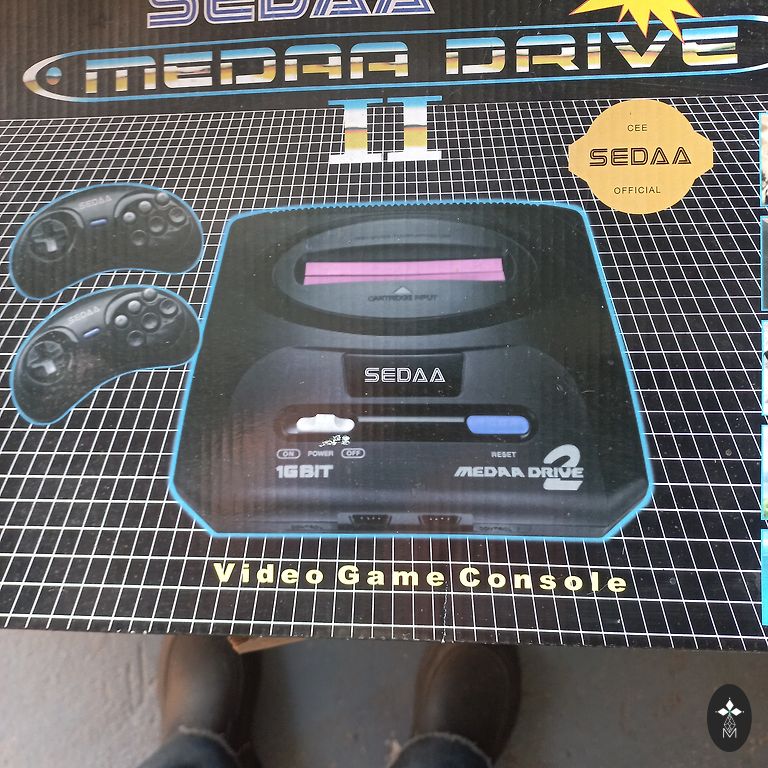 SEDAA
MEDAA DRIVE
II
CEE
SEDAA
OFFICIAL
SEDAA
SEDAA
CARTRIDGE INPUT
SEDAA
ON POWER OFF
RESET
16BIT
MEDAA DRIVE 2
Video Game Console
M